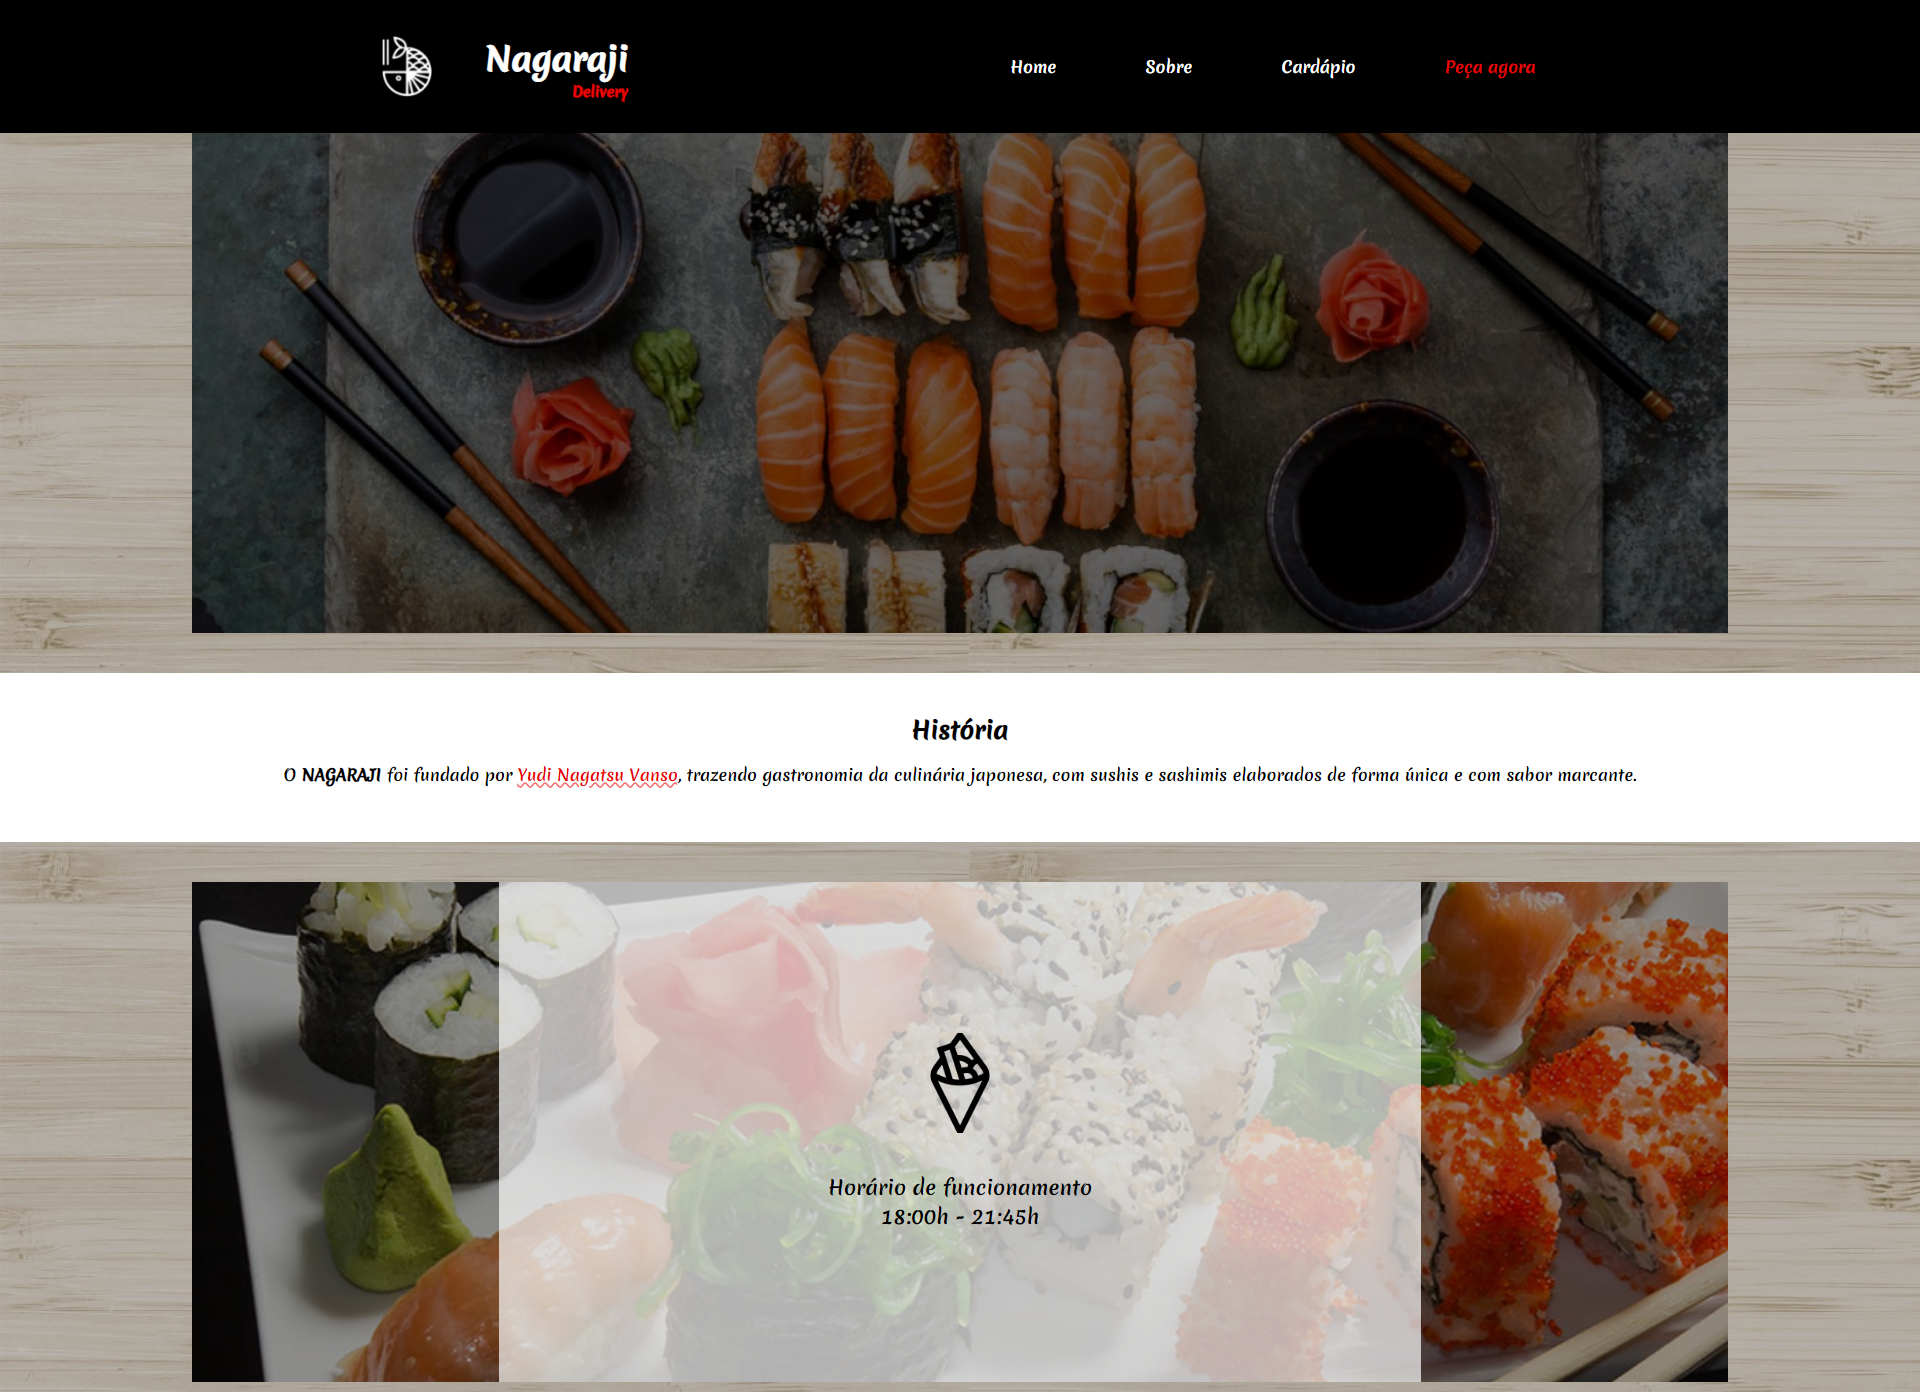 Nagaraji
Delivery
Home
Sobre
Cardápio
Peça agora
História
O NAGARAJI foi fundado por Yudi Nagatsu Vanso, trazendo gastronomia da culinária japonesa, com sushis e sashimis elaborados de forma única e com sabor marcante.
Horário de funcionamento
18:00h - 21:45h